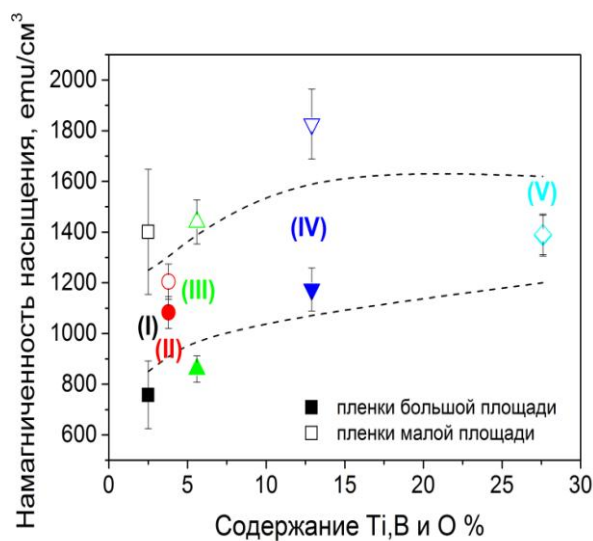 Намагниченность насыщения, emu/см³
2000
1800
1600
1400
1200
1000
800
600
(I)
(II)
(III)
(IV)
(V)
пленки большой площади
пленки малой площади
0 5 10 15 20 25 30
Содержание Ti,B и O %